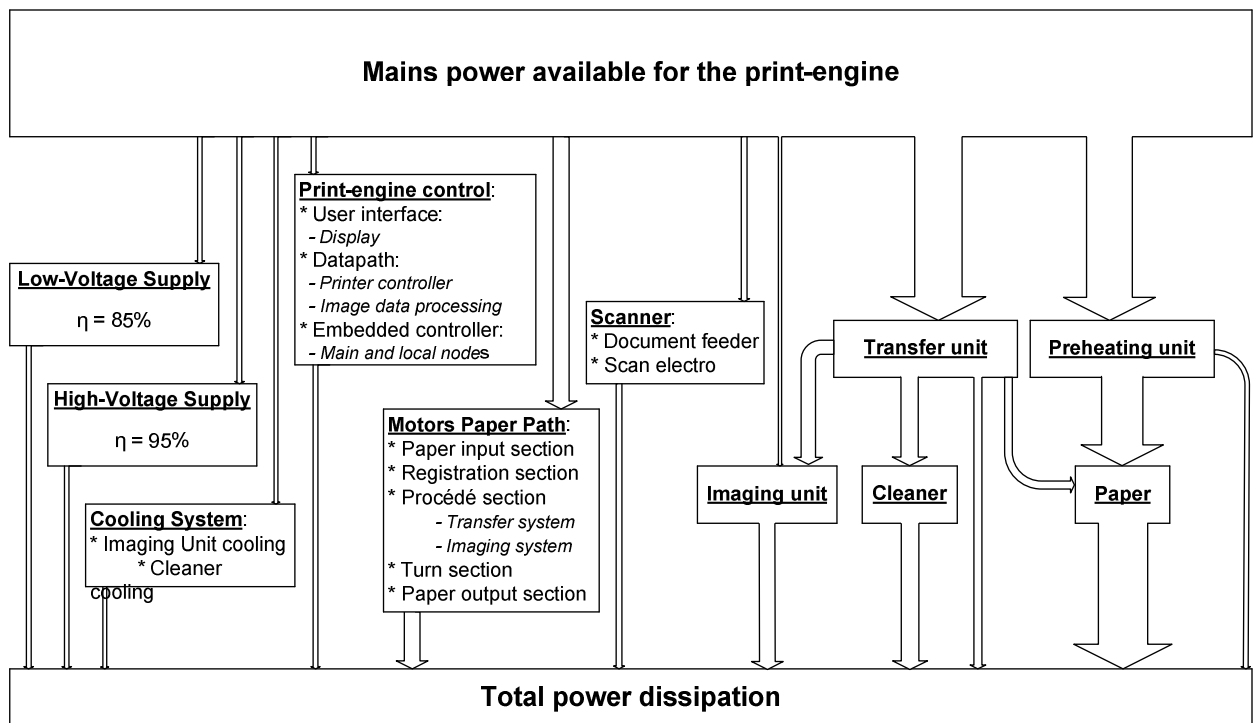 Mains power available for the print-engine
Print-engine control:
* User interface:
- Display
* Datapath:
- Printer controller
- Image data processing
* Embedded controller:
- Main and local nodes
Low-Voltage Supply
η = 85%
High-Voltage Supply
η = 95%
Cooling System:
* Imaging Unit cooling
* Cleaner
cooling
Motors Paper Path:
* Paper input section
* Registration section
* Procédé section
- Transfer system
- Imaging system
* Turn section
* Paper output section
Scanner:
* Document feeder
* Scan electro
Transfer unit
Preheating unit
Imaging unit
Cleaner
Paper
Total power dissipation